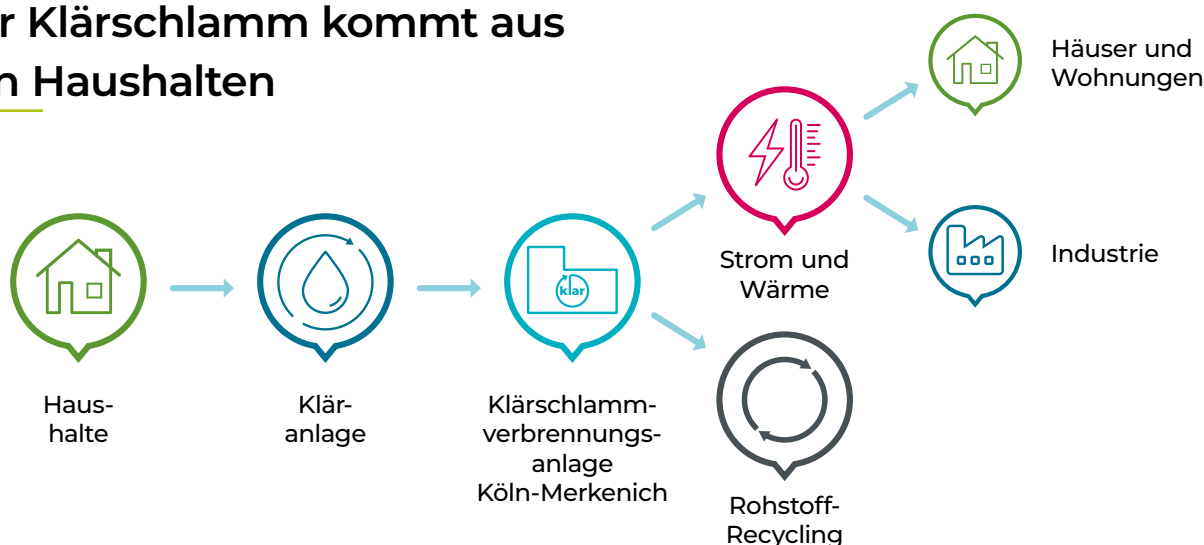 r Klärschlamm kommt aus
n Haushalten
Häuser und
Wohnungen
Strom und
Wärme
Industrie
klar
Haus-
halte
Klär-
anlage
Klärschlamm-
verbrennungs-
anlage
Köln-Merkenich
Rohstoff-
Recycling